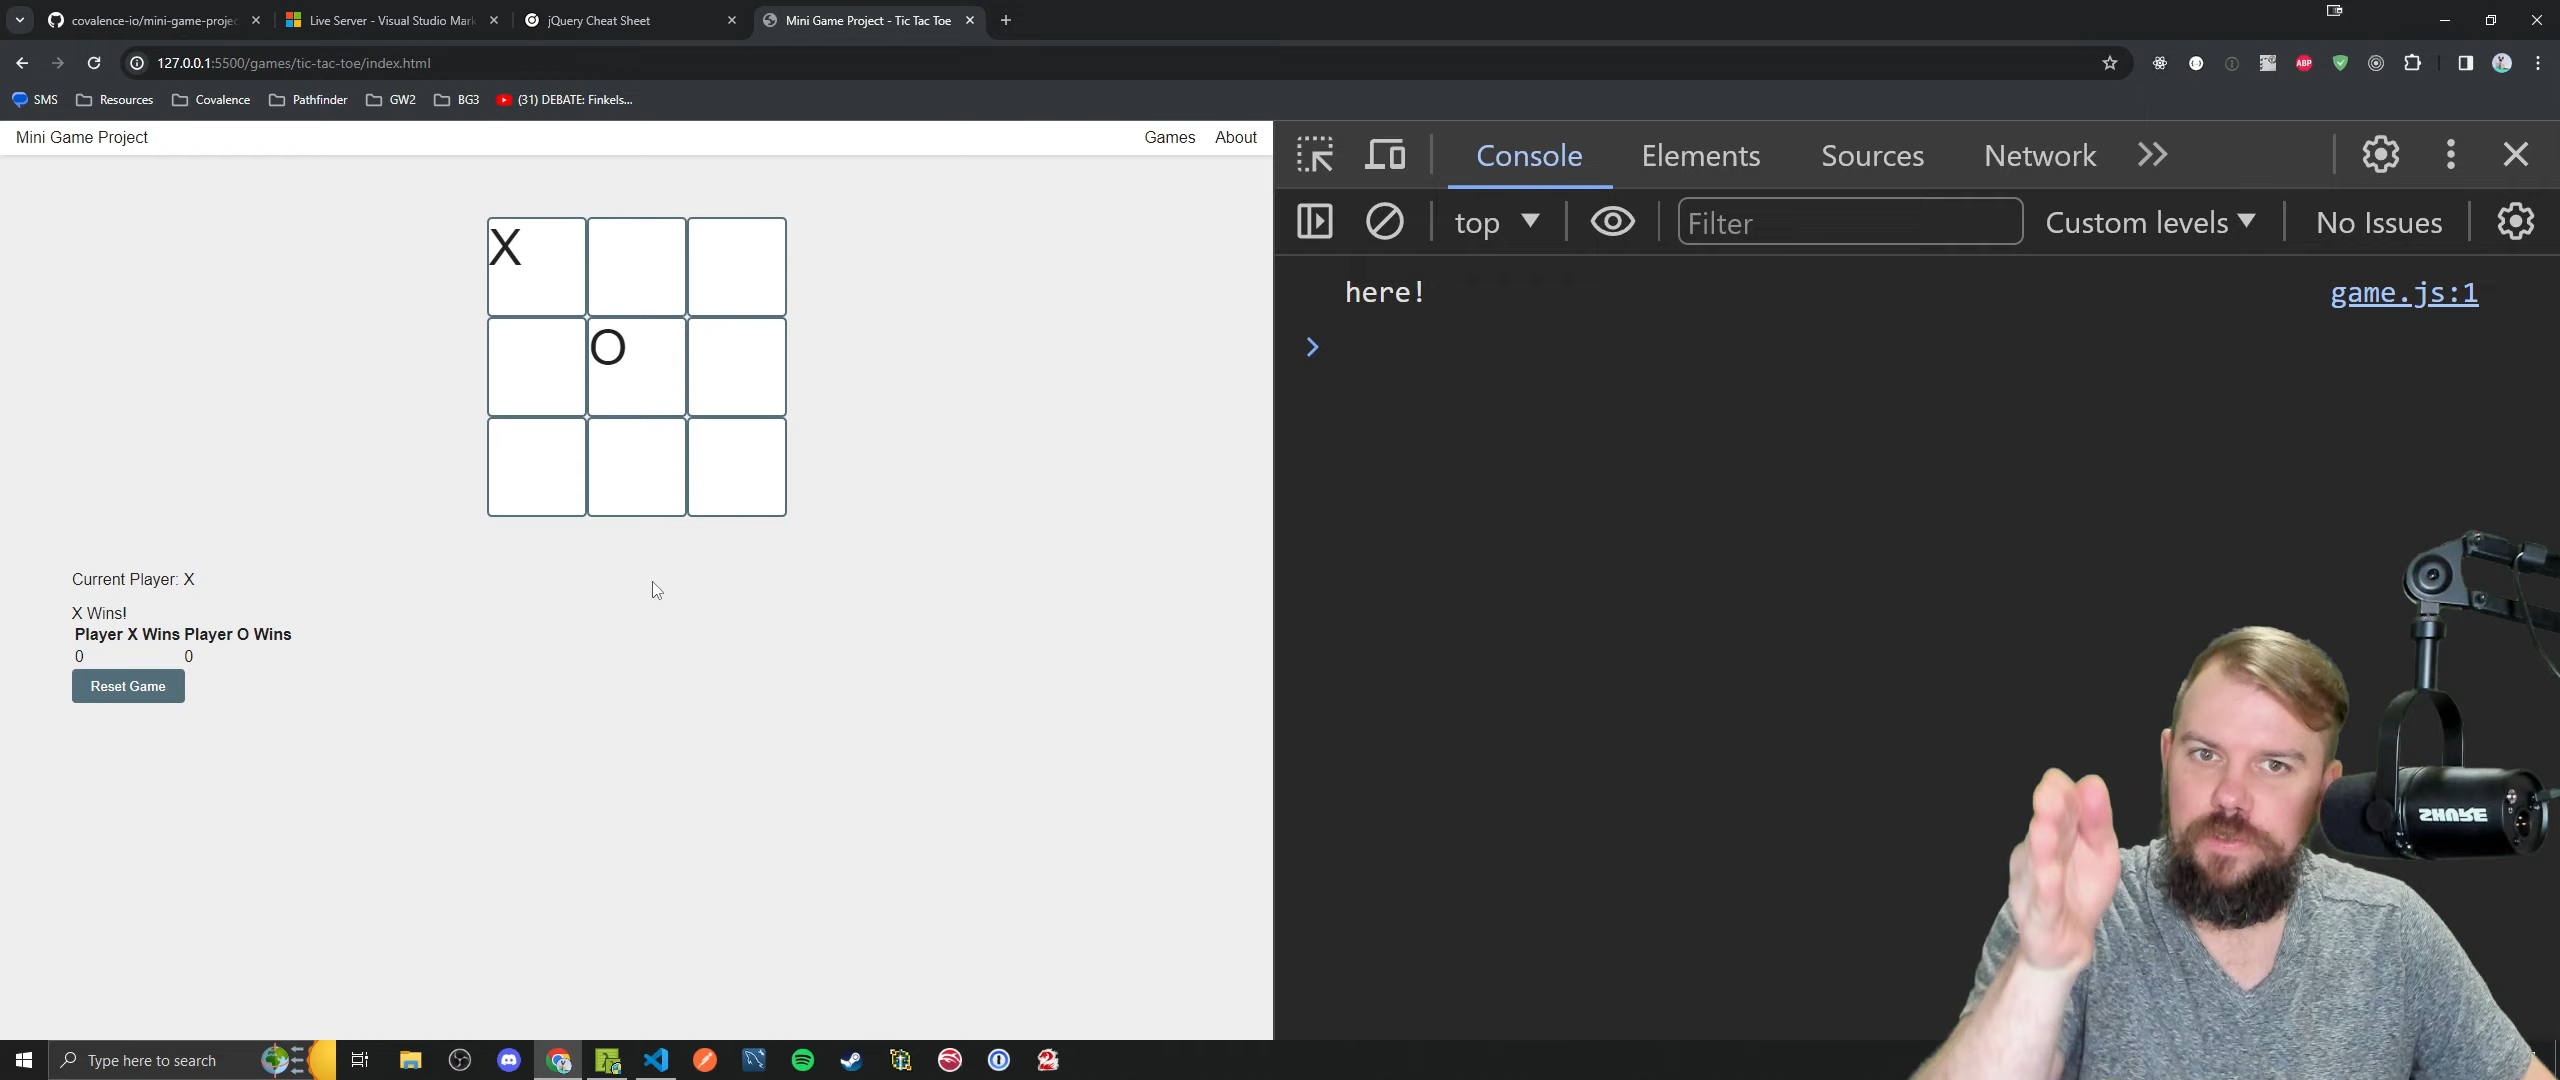 covalence-io/mini-game-projec
Live Server - Visual Studio Mark
jQuery Cheat Sheet
Mini Game Project - Tic Tac Toe
127.0.0.1:5500/games/tic-tac-toe/index.html
ABP
SMS
Resources
Covalence
Pathfinder
GW2
BG3
(31) DEBATE: Finkels...
Mini Game Project
Games
About
Console
Elements
Sources
Network
top
Filter
Custom levels
No Issues
here!
game.js:1
X
O
Current Player: X
X Wins!
Player X Wins Player O Wins
0 0
Reset Game
SHURE
Type here to search